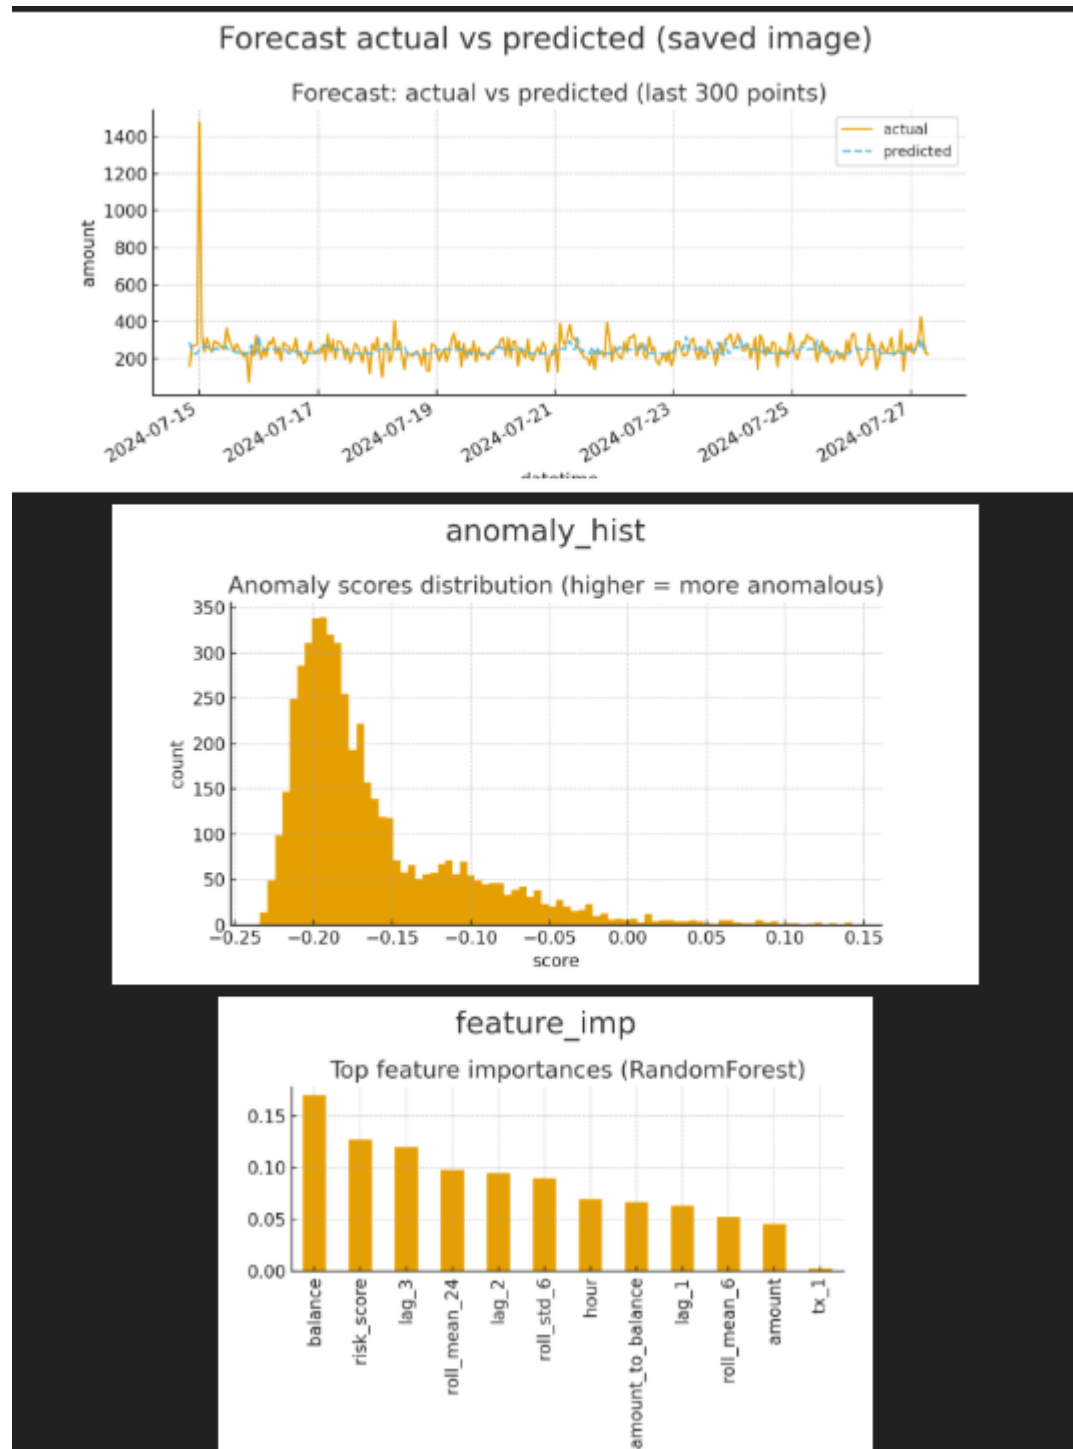 Forecast actual vs predicted (saved image)
Forecast: actual vs predicted (last 300 points)
actual
predicted
1400
1200
1000
800
600
400
200
amount
2024-07-15
2024-07-17
2024-07-19
2024-07-21
2024-07-23
2024-07-25
2024-07-27
datetime
anomaly_hist
Anomaly scores distribution (higher = more anomalous)
350
300
250
200
150
100
50
0
count
−0.25 −0.20 −0.15 −0.10 −0.05 0.00 0.05 0.10 0.15
score
feature_imp
Top feature importances (RandomForest)
0.15
0.10
0.05
0.00
balance
risk_score
lag_3
roll_mean_24
lag_2
roll_std_6
hour
amount_to_balance
lag_1
roll_mean_6
amount
tx_1